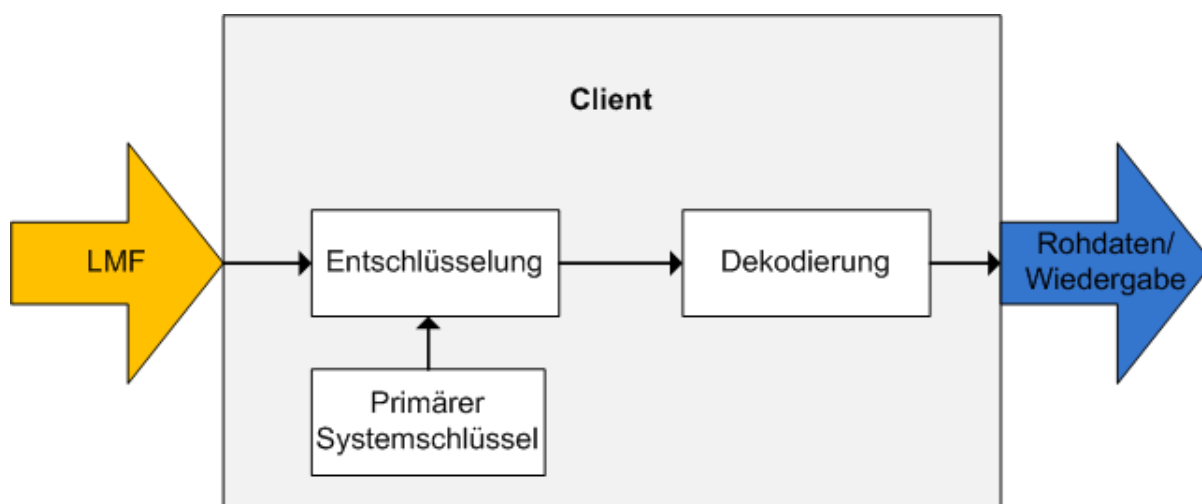 Client
LMF
Entschlüsselung
Dekodierung
Rohdaten/
Wiedergabe
Primärer
Systemschlüssel